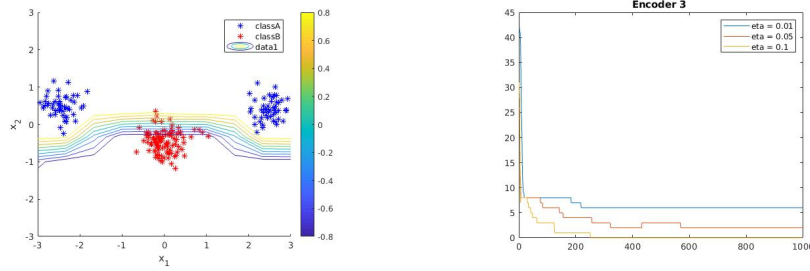 3
2
1
0
-1
-2
-3
x_2
-3 -2 -1 0 1 2 3
x_1
classA
classB
data1
0.8
0.6
0.4
0.2
0
-0.2
-0.4
-0.6
-0.8
Encoder 3
45
40
35
30
25
20
15
10
5
0
0 200 400 600 800 1000
eta = 0.01
eta = 0.05
eta = 0.1